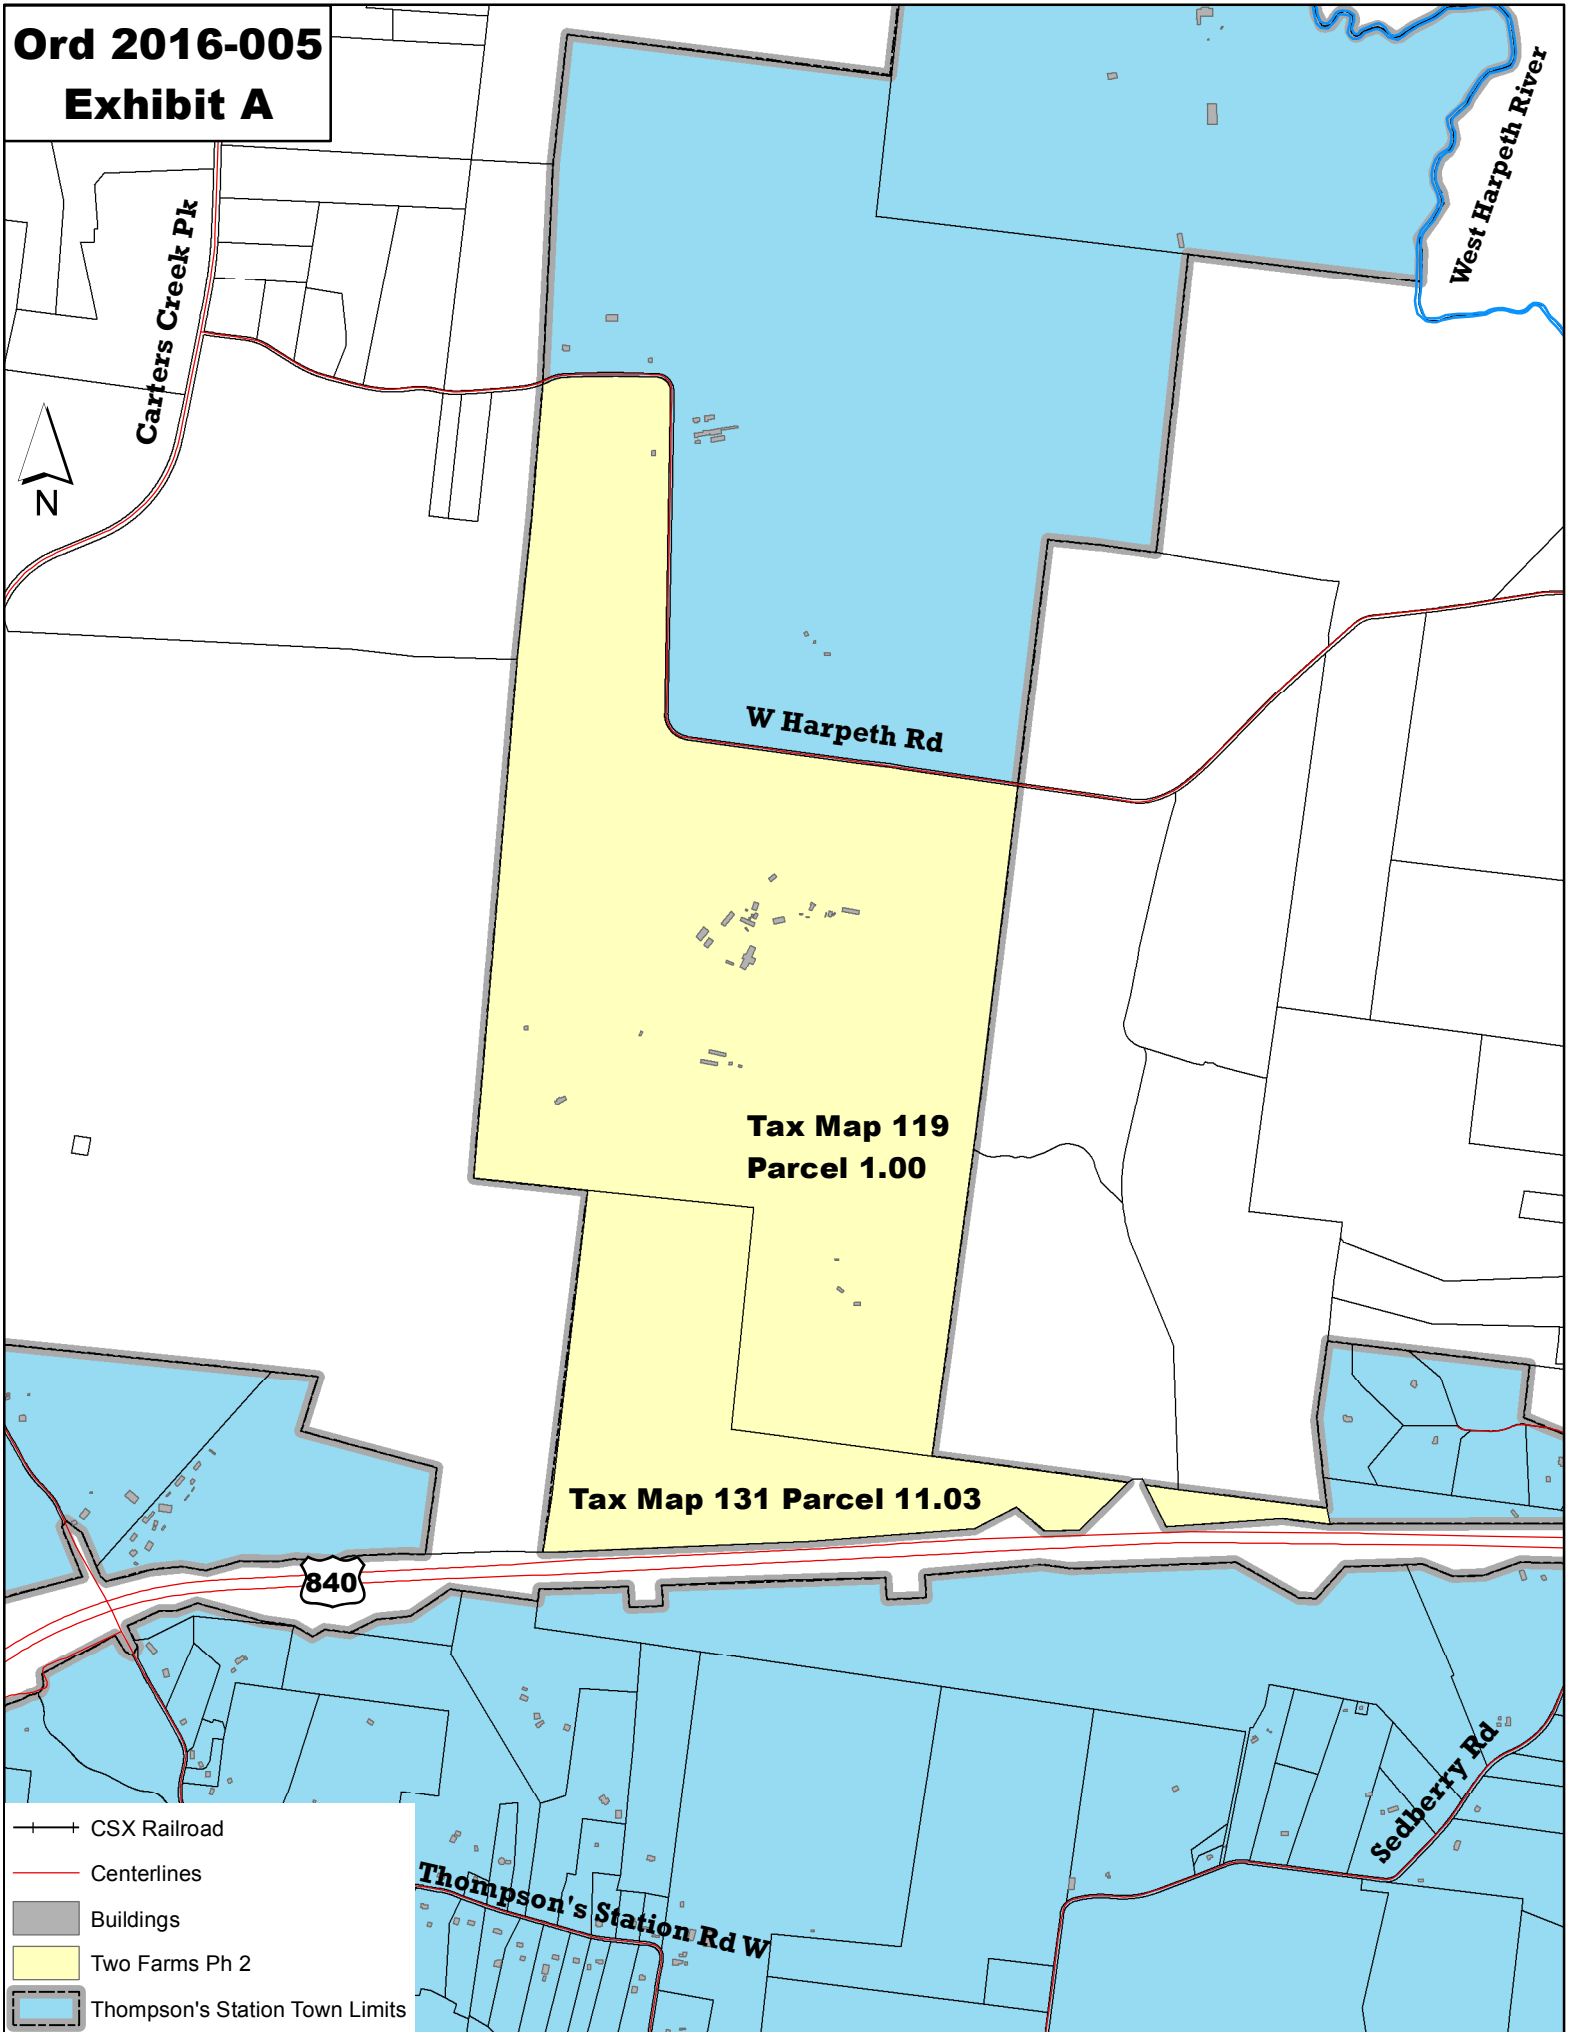 Ord 2016-005
Exhibit A
West Harpeth River
Carters Creek Pk
N
W Harpeth Rd
Tax Map 119
Parcel 1.00
Tax Map 131 Parcel 11.03
840
Sedberry Rd
Thompson's Station Rd W
CSX Railroad
Centerlines
Buildings
Two Farms Ph 2
Thompson's Station Town Limits